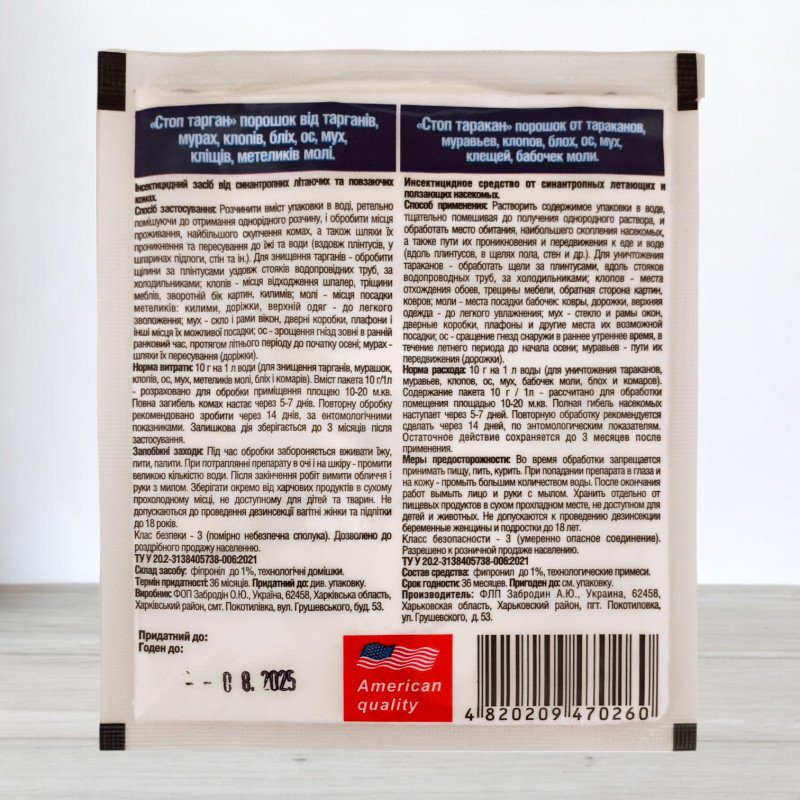 «Стоп тарган» порошок від тарганів,
мурах, клопів, бліх, ос, мух,
кліщів, метеликів молі.
Інсектицидний засіб від синантропних літаючих та повзаючих
комах.
Спосіб застосування: Розчинити вміст упаковки в воді, ретельно
помішуючи до отримання однорідного розчину, і обробити місця
проживання, найбільшого скупчення комах, а також шляхи їх
проникнення та пересування до їжі та води (вздовж плінтусів, у
шпаринах підлоги, стін та ін.). Для знищення тарганів - обробити
щілини за плінтусами уздовж стояків водопровідних труб, за
холодильниками; клопів - місця відходження шпалер, тріщини
меблів, зворотній бік картин, килимів; молі - місця посадки
метеликів: килими, доріжки, верхній одяг - до легкого
зволоження; мух - скло і рами вікон, дверні коробки, плафони і
інші місця їх можливої посадки; ос - зрощення гнізд зовні в ранній
ранковий час, протягом літнього періоду до початку осені; мурах -
шляхи їх пересування (доріжки).
Норма витрати: 10 г на 1 л води (для знищення тарганів, мурашок,
клопів, ос, мух, метеликів молі, бліх і комарів). Вміст пакета 10 г/1л
- розраховано для обробки приміщення площею 10-20 м.кв.
Повна загибель комах настає через 5-7 днів. Повторну обробку
рекомендовано зробити через 14 днів, за ентомологічними
показниками. Залишкова дія зберігається до 3 місяців після
застосування.
Запобіжні заходи: Під час обробки забороняється вживати їжу,
пити, палити. При потраплянні препарату в очі і на шкіру - промити
великою кількістю води. Після закінчення робіт вимити обличчя і
руки з милом. Зберігати окремо від харчових продуктів в сухому
прохолодному місці, не доступному для дітей та тварин. Не
допускаються до проведення дезинсекції вагітні жінки та підлітки
до 18 років.
Клас безпеки - 3 (помірно небезпечна сполука). Дозволено до
роздрібного продажу населенню.
ТУ У 20.2-3138405738-006:2021
Склад засобу: фіпроніл до 1%, технологічні домішки.
Термін придатності: 36 місяців. Придатний до: див. упаковку.
Виробник: ФОП Забродін О.Ю., Україна, 62458, Харківська область,
Харківський район, смт. Покотилівка, вул. Грушевського, буд. 53.
Придатний до:
Годен до:
- - 0 8. 2025
«Стоп таракан» порошок от тараканов,
муравьев, клопов, блох, ос, мух,
клещей, бабочек моли.
Инсектицидное средство от синантропных летающих и
ползающих насекомых.
Способ применения: Растворить содержимое упаковки в воде,
тщательно помешивая до получения однородного раствора, и
обработать место обитания, наибольшего скопления насекомых,
а также пути их проникновения и передвижения к еде и воде
(вдоль плинтусов, в щелях пола, стен и др.). Для уничтожения
тараканов - обработать щели за плинтусами, вдоль стояков
водопроводных труб, за холодильниками; клопов - места
отхождения обоев, трещины мебели, обратная сторона картин,
ковров; моли - места посадки бабочек: ковры, дорожки, верхняя
одежда - до легкого увлажнения; мух - стекло и рамы окон,
дверные коробки, плафоны и другие места их возможной
посадки; ос - сращение гнезд снаружи в раннее утреннее время, в
течение летнего периода до начала осени; муравьев - пути их
передвижения (дорожки).
Норма расхода: 10 г на 1 л воды (для уничтожения тараканов,
муравьев, клопов, ос, мух, бабочек моли, блох и комаров).
Содержание пакета 10 г / 1л - рассчитано для обработки
помещения площадью 10-20 м.кв. Полная гибель насекомых
наступает через 5-7 дней. Повторную обработку рекомендуется
сделать через 14 дней, по энтомологическим показателям.
Остаточное действие сохраняется до 3 месяцев после
применения.
Меры предосторожности: Во время обработки запрещается
принимать пищу, пить, курить. При попадании препарата в глаза и
на кожу - промыть большим количеством воды. После окончания
работ вымыть лицо и руки с мылом. Хранить отдельно от
пищевых продуктов в сухом прохладном месте, не доступном для
детей и животных. Не допускаются к проведению дезинсекции
беременные женщины и подростки до 18 лет.
Класс безопасности - 3 (умеренно опасное соединение).
Разрешено к розничной продаже населению.
ТУ У 20.2-3138405738-006:2021
Состав средства: фипронил до 1%, технологические примеси.
Срок годности: 36 месяцев. Пригоден до: см. упаковку.
Производитель: ФЛП Забродин А.Ю., Украина, 62458,
Харьковская область, Харьковский район, пгт. Покотиловка,
ул. Грушевского, д. 53.
American
quality
4 820209 470260